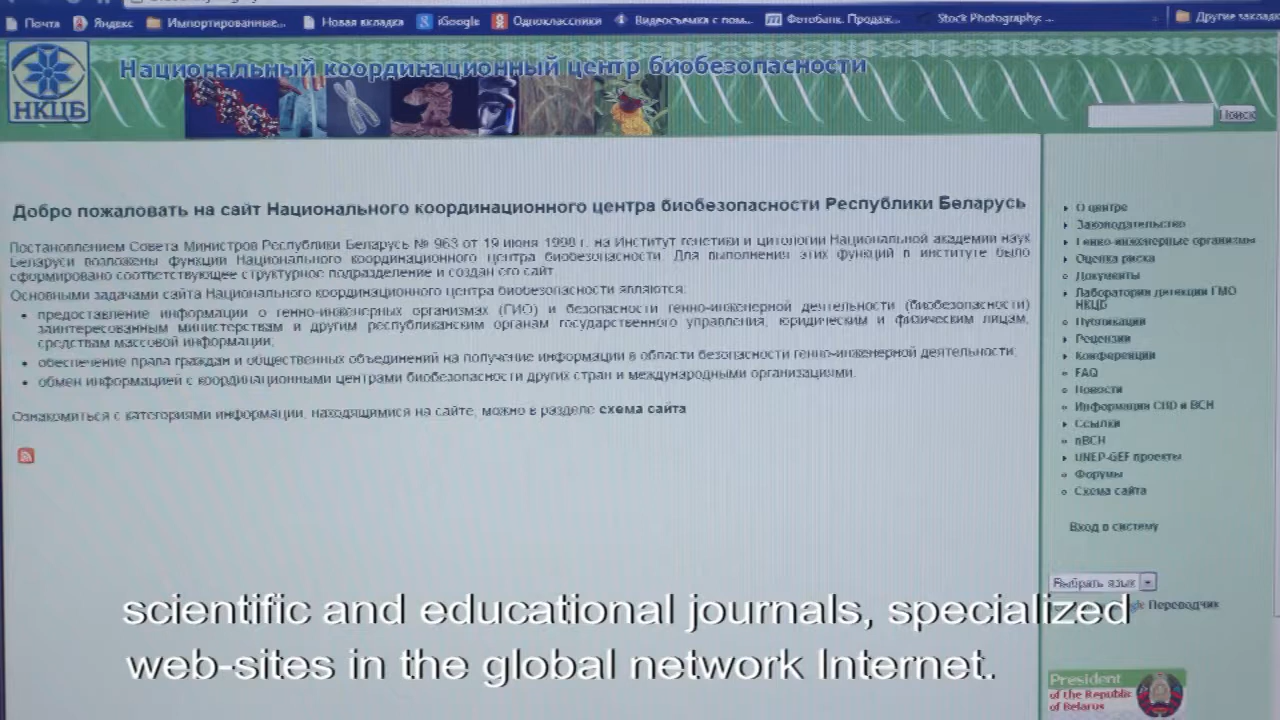 Почта
Яндекс
Импортированные...
Новая вкладка
iGoogle
Одноклассники
Видеосъемка с пом...
Фотобанк. Продаж...
Stock Photography: ...
Другие заклад
НКЦБ
Национальный координационный центр биобезопасности
Поиск
Добро пожаловать на сайт Национального координационного центра биобезопасности Республики Беларусь
Постановлением Совета Министров Республики Беларусь № 963 от 19 июня 1998 г. на Институт генетики и цитологии Национальной академии наук
Беларуси возложены функции Национального координационного центра биобезопасности. Для выполнения этих функций в институте было
сформировано соответствующее структурное подразделение и создан его сайт.
Основными задачами сайта Национального координационного центра биобезопасности являются:
• предоставление информации о генно-инженерных организмах (ГИО) и безопасности генно-инженерной деятельности (биобезопасности)
заинтересованным министерствам и другим республиканским органам государственного управления, юридическим и физическим лицам,
средствам массовой информации;
• обеспечение права граждан и общественных объединений на получение информации в области безопасности генно-инженерной деятельности;
• обмен информацией с координационными центрами биобезопасности других стран и международными организациями.
Ознакомиться с категориями информации, находящимися на сайте, можно в разделе схема сайта
О центре
Законодательство
Генно-инженерные организмы
Оценка риска
Документы
Лаборатория детекции ГМО
НКЦБ
Публикации
Рецензии
Конференции
FAQ
Новости
Информация CBD и BCH
Ссылки
nBCH
UNEP-GEF проекты
Форумы
Схема сайта
Вход в систему
Выбрать язык
Переводчик
President
of the Republic
of Belarus
scientific and educational journals, specialized
web-sites in the global network Internet.